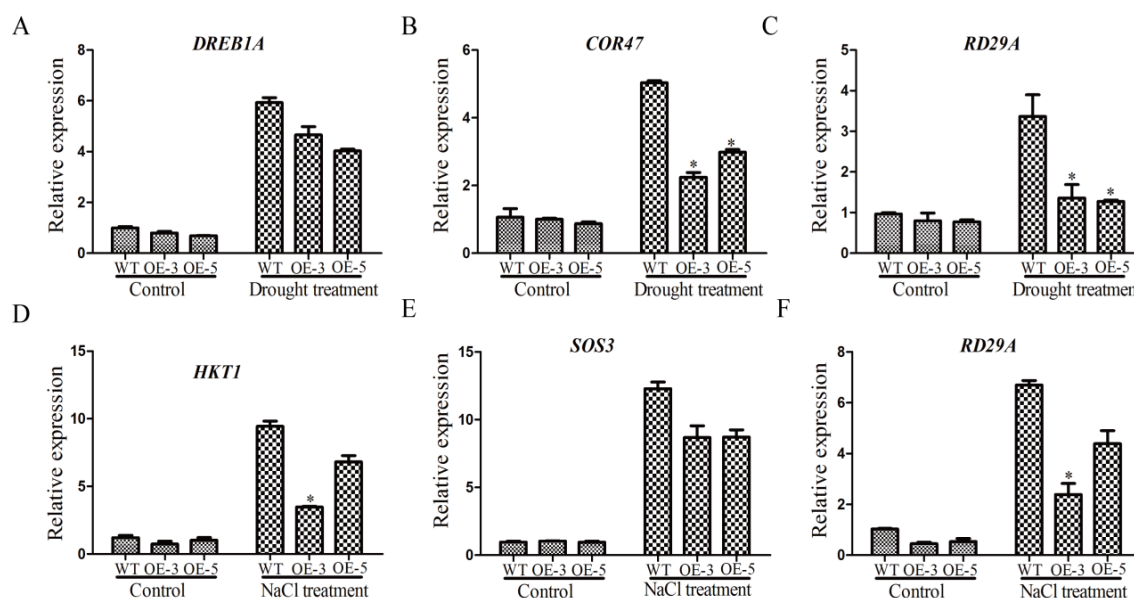 A
DREB1A
Relative expression
8
6
4
2
0
WT OE-3 OE-5 WT OE-3 OE-5
Control Drought treatment
B
COR47
Relative expression
6
4
2
0
* *
WT OE-3 OE-5 WT OE-3 OE-5
Control Drought treatment
C
RD29A
Relative expression
5
4
3
2
1
0
* *
WT OE-3 OE-5 WT OE-3 OE-5
Control Drought treatment
D
HKT1
Relative expression
15
10
5
0
*
WT OE-3 OE-5 WT OE-3 OE-5
Control NaCl treatment
E
SOS3
Relative expression
15
10
5
0
WT OE-3 OE-5 WT OE-3 OE-5
Control NaCl treatment
F
RD29A
Relative expression
8
6
4
2
0
*
WT OE-3 OE-5 WT OE-3 OE-5
Control NaCl treatment